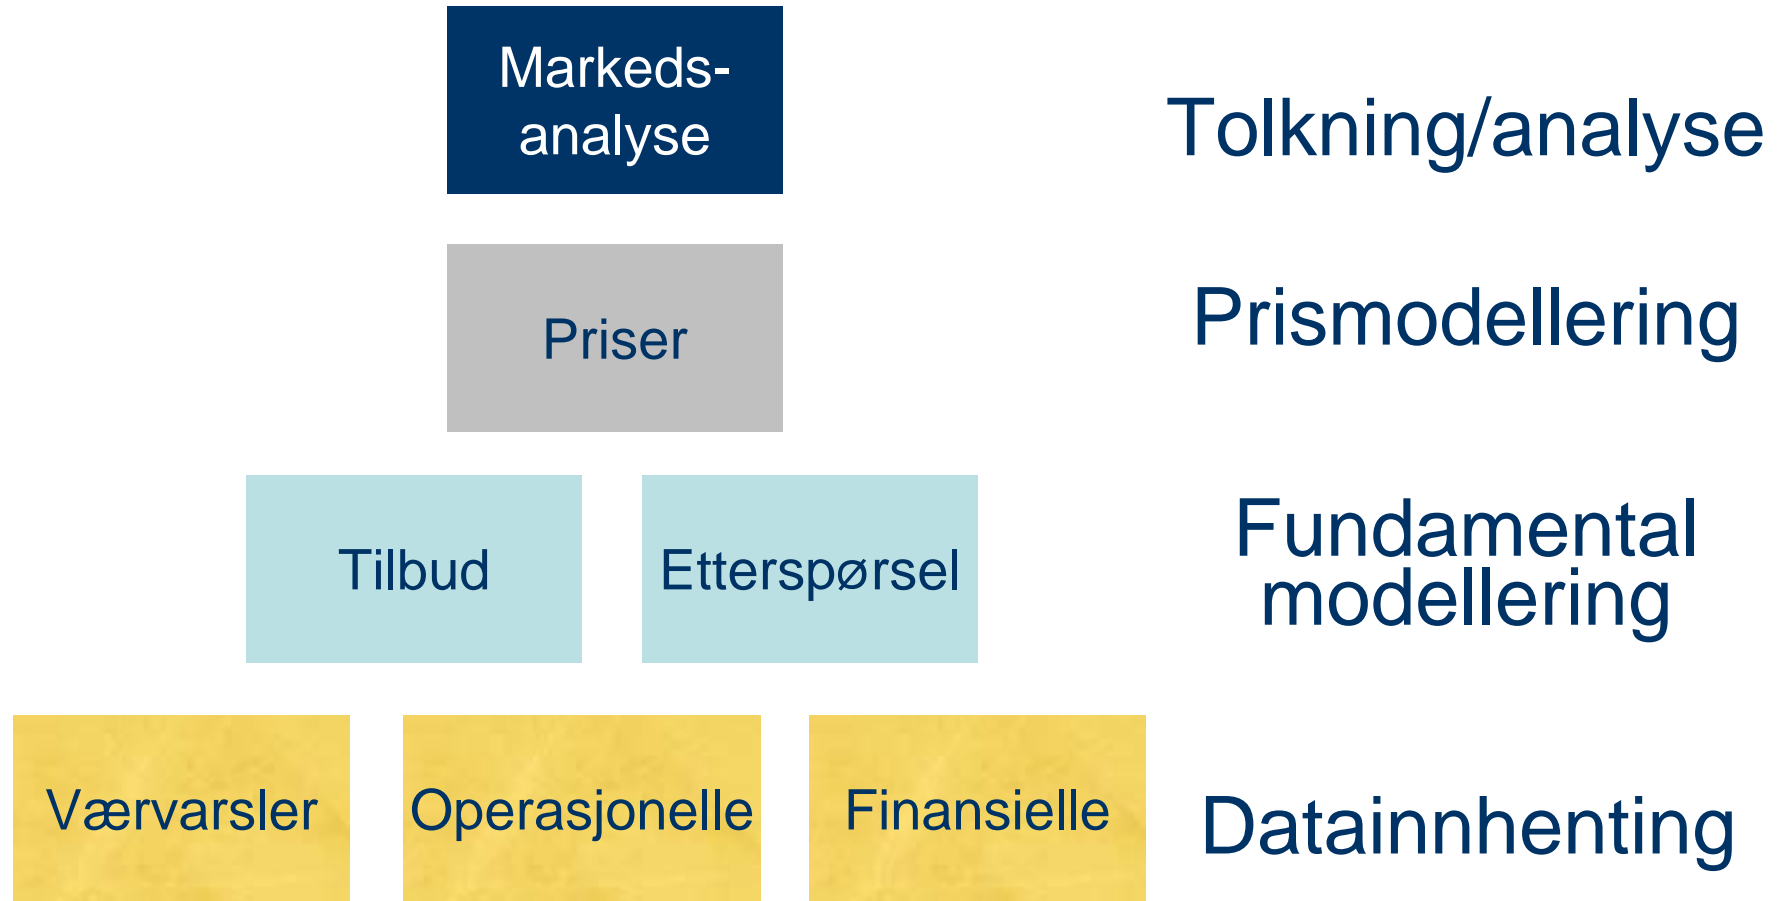 Markeds-
analyse
Tolkning/analyse
Priser
Prismodellering
Tilbud
Etterspørsel
Fundamental
modellering
Værvarsler
Operasjonelle
Finansielle
Datainnhenting